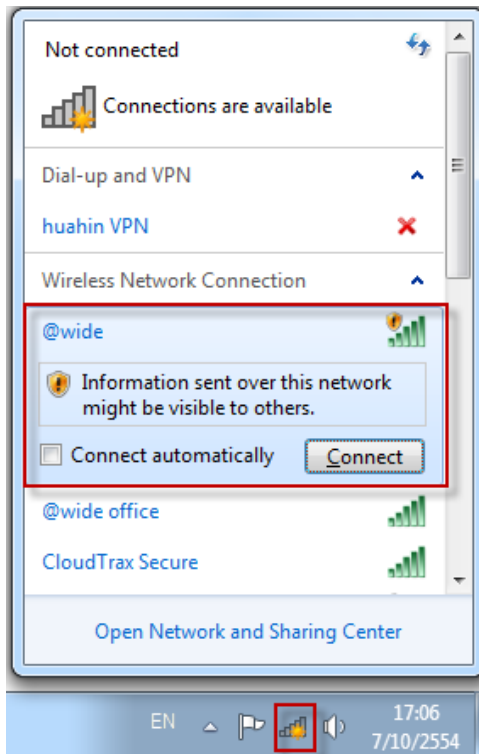 Not connected
Connections are available
Dial-up and VPN
huahin VPN
Wireless Network Connection
@wide
Information sent over this network
might be visible to others.
Connect automatically
Connect
@wide office
CloudTrax Secure
Open Network and Sharing Center
EN
17:06
7/10/2554